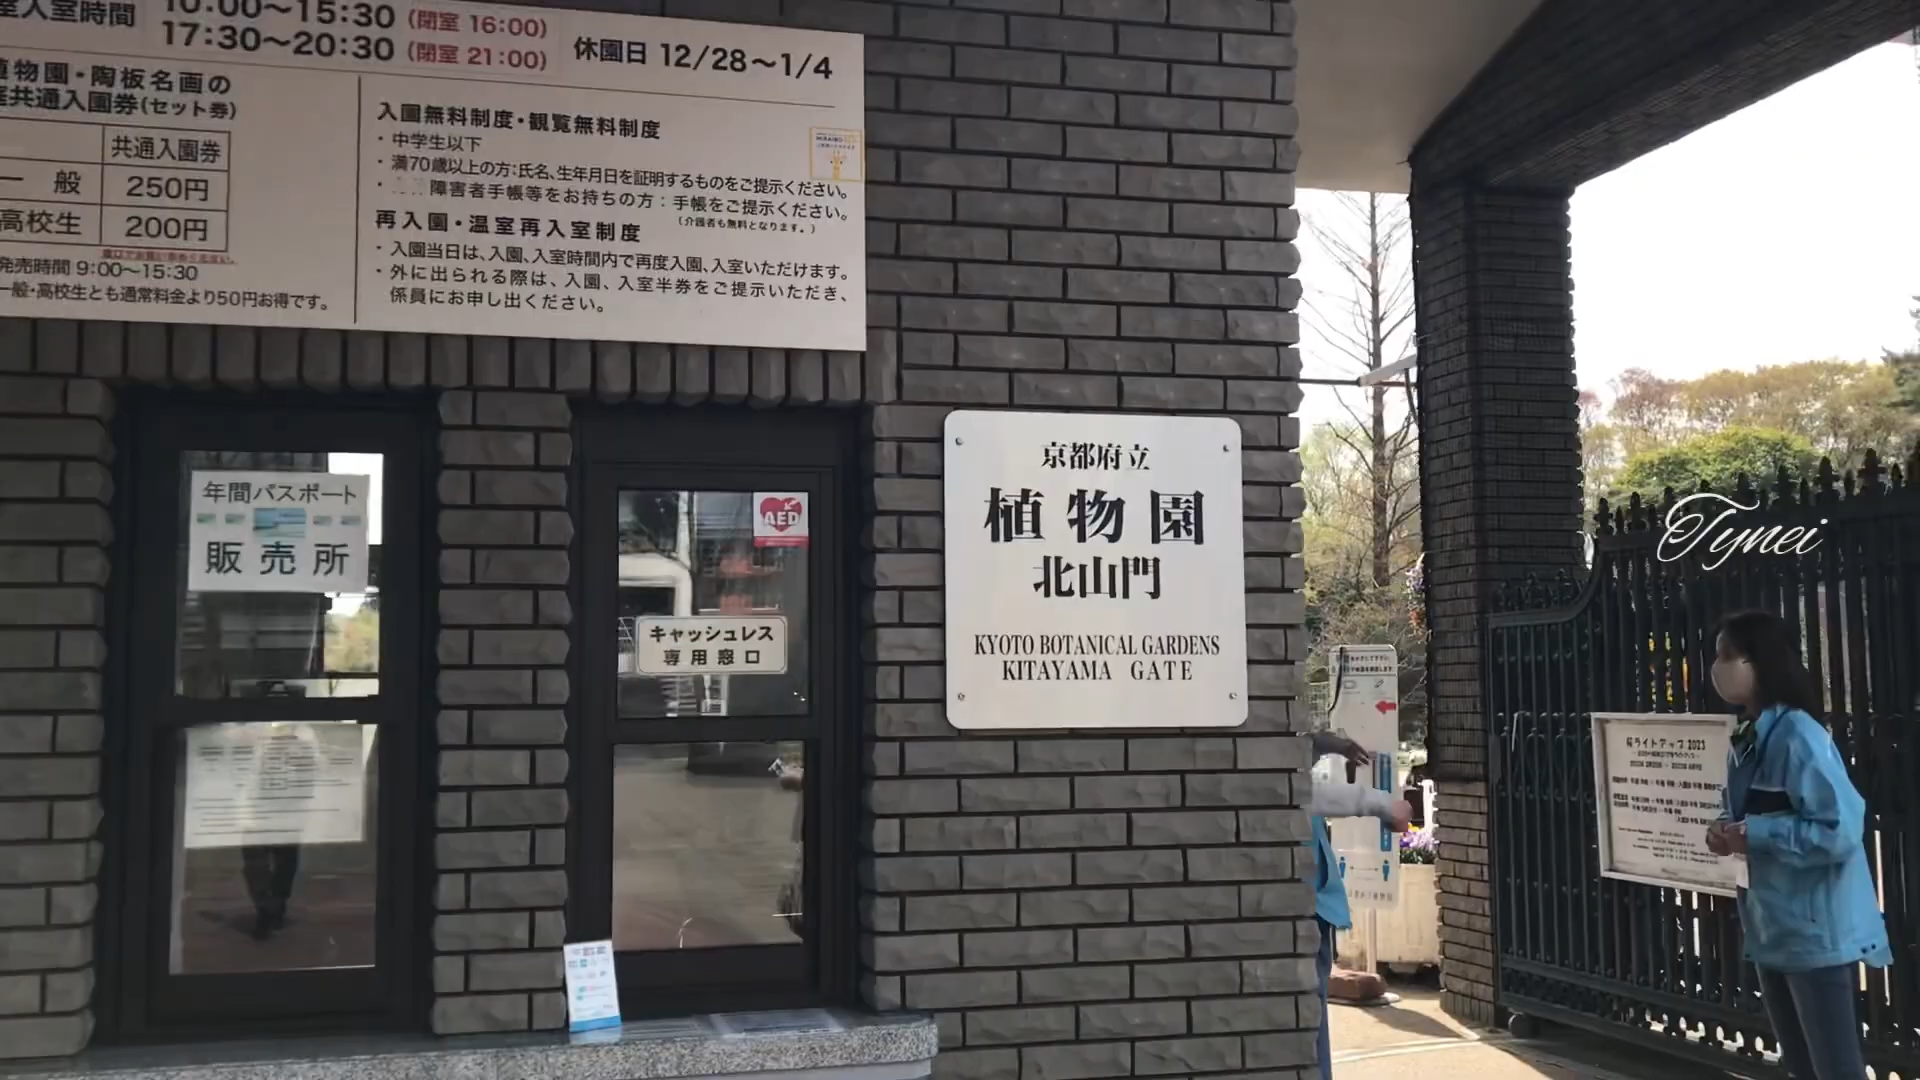 室入室時間 10:00～15:30 (閉室 16:00)
17:30～20:30 (閉室 21:00)
休園日 12/28～1/4
植物園・陶板名画の
庭共通入園券(セット券)
共通入園券
一 般 250円
高校生 200円
発売時間 9:00～15:30
一般・高校生とも通常料金より50円お得です。
入園無料制度・観覧無料制度
・中学生以下
・満70歳以上の方：氏名、生年月日を証明するものをご提示ください。
・障害者手帳等をお持ちの方：手帳をご提示ください。
(介護者も無料となります。)
再入園・温室再入室制度
・入園当日は、入園、入室時間内で再度入園、入室いただけます。
・外に出られる際は、入園、入室半券をご提示いただき、
係員にお申し出ください。
年間パスポート
販売所
AED
キャッシュレス
専用窓口
京都府立
植物園
北山門
KYOTO BOTANICAL GARDENS
KITAYAMA GATE
Tynei
桜ライトアップ 2023